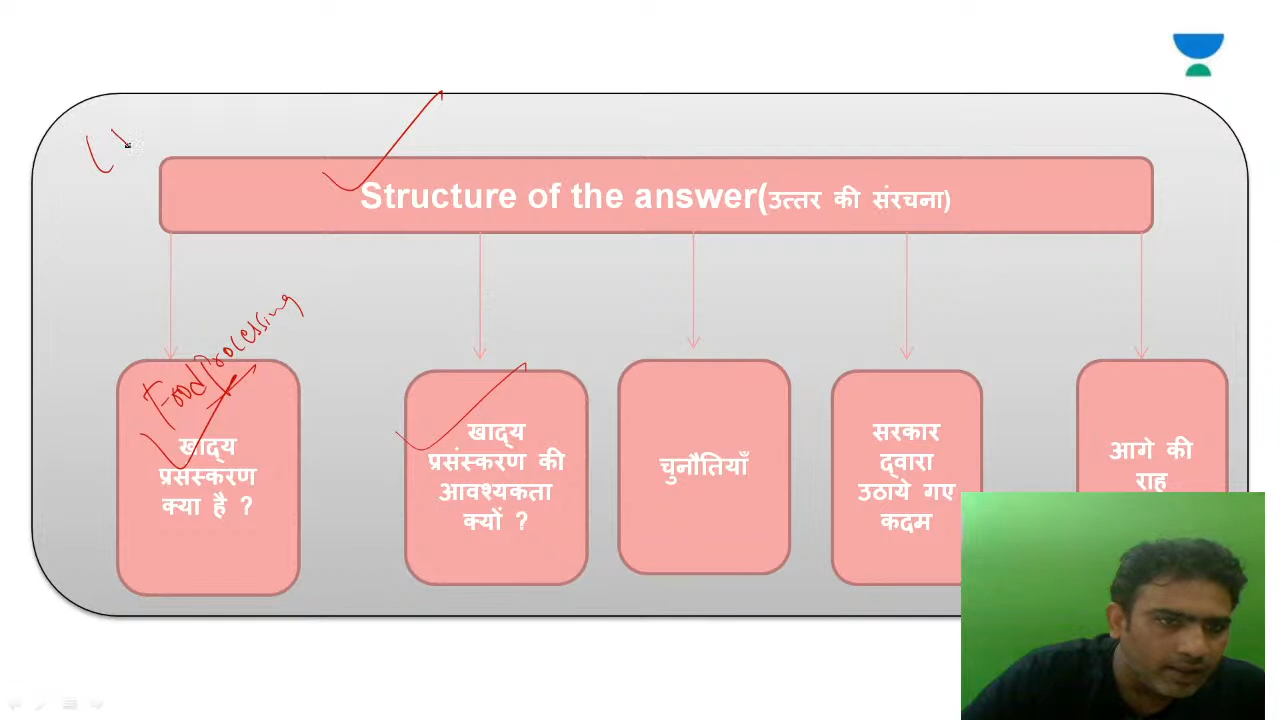 Structure of the answer(उत्तर की संरचना)
Food Processing
खाद्य
प्रसंस्करण
क्या है ?
खाद्य
प्रसंस्करण की
आवश्यकता
क्यों ?
चुनौतियाँ
सरकार
द्वारा
उठाये गए
कदम
आगे की
राह